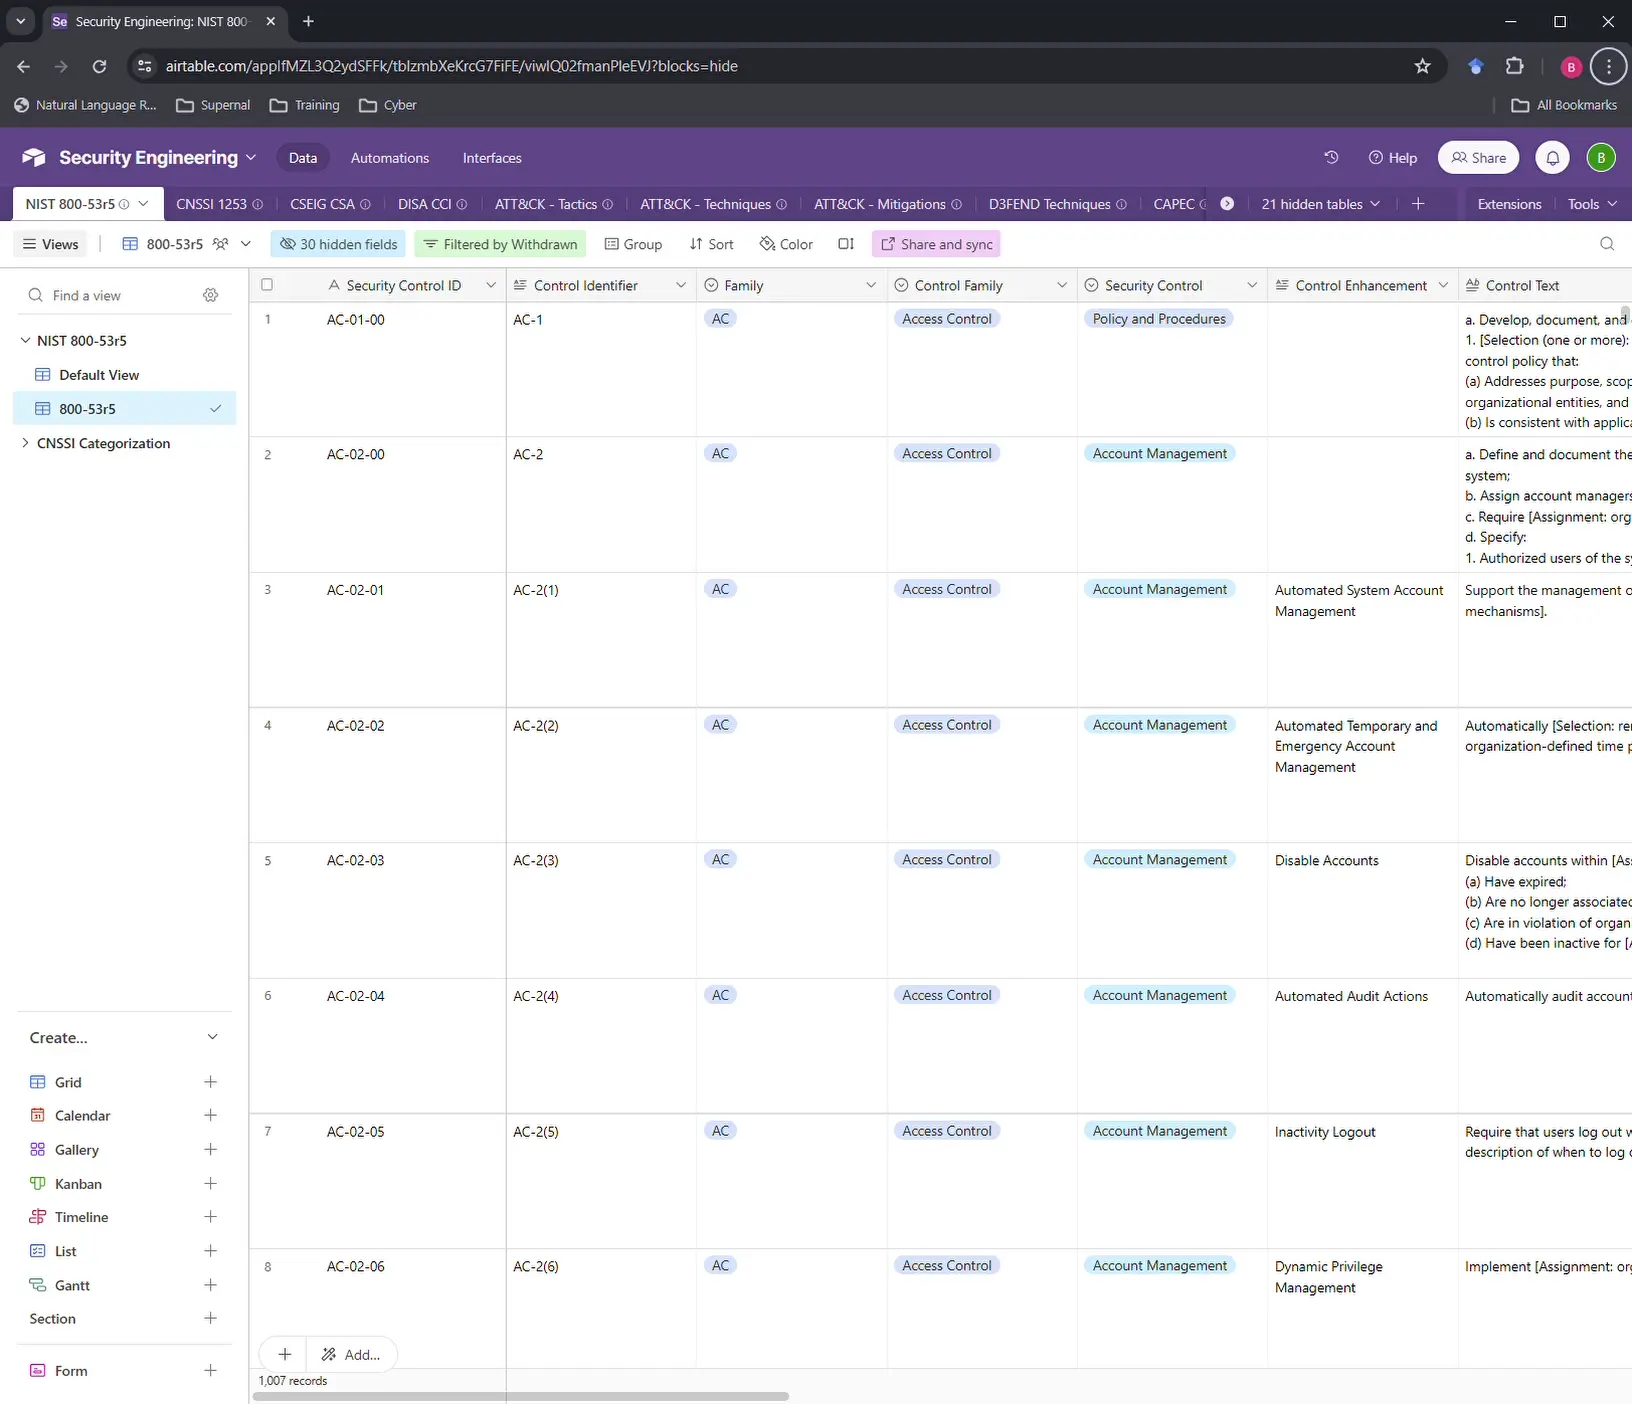 Se Security Engineering: NIST 800-
airtable.com/appIfMZL3Q2ydSFFk/tblzmbXeKrcG7FiFE/viwlQ02fmanPleEVJ?blocks=hide
B
Natural Language R... Supernal Training Cyber All Bookmarks
Security Engineering Data Automations Interfaces Help Share B
NIST 800-53r5 CNSSI 1253 CSEIG CSA DISA CCI ATT&CK - Tactics ATT&CK - Techniques ATT&CK - Mitigations D3FEND Techniques CAPEC 21 hidden tables Extensions Tools
Views 800-53r5 30 hidden fields Filtered by Withdrawn Group Sort Color Share and sync
Find a view
NIST 800-53r5
Default View
800-53r5
CNSSI Categorization
Create...
Grid
Calendar
Gallery
Kanban
Timeline
List
Gantt
Section
Form
Security Control ID Control Identifier Family Control Family Security Control Control Enhancement Control Text
1 AC-01-00 AC-1 AC Access Control Policy and Procedures a. Develop, document, and
1. [Selection (one or more):
control policy that:
(a) Addresses purpose, scop
organizational entities, and
(b) Is consistent with applica
2 AC-02-00 AC-2 AC Access Control Account Management a. Define and document the
system;
b. Assign account managers
c. Require [Assignment: org
d. Specify:
1. Authorized users of the sy
3 AC-02-01 AC-2(1) AC Access Control Account Management Automated System Account Support the management o
Management mechanisms].
4 AC-02-02 AC-2(2) AC Access Control Account Management Automated Temporary and Automatically [Selection: rem
Emergency Account organization-defined time p
Management
5 AC-02-03 AC-2(3) AC Access Control Account Management Disable Accounts Disable accounts within [Ass
(a) Have expired;
(b) Are no longer associated
(c) Are in violation of organ
(d) Have been inactive for [A
6 AC-02-04 AC-2(4) AC Access Control Account Management Automated Audit Actions Automatically audit account
7 AC-02-05 AC-2(5) AC Access Control Account Management Inactivity Logout Require that users log out w
description of when to log o
8 AC-02-06 AC-2(6) AC Access Control Account Management Dynamic Privilege Implement [Assignment: org
Management
Add...
1,007 records